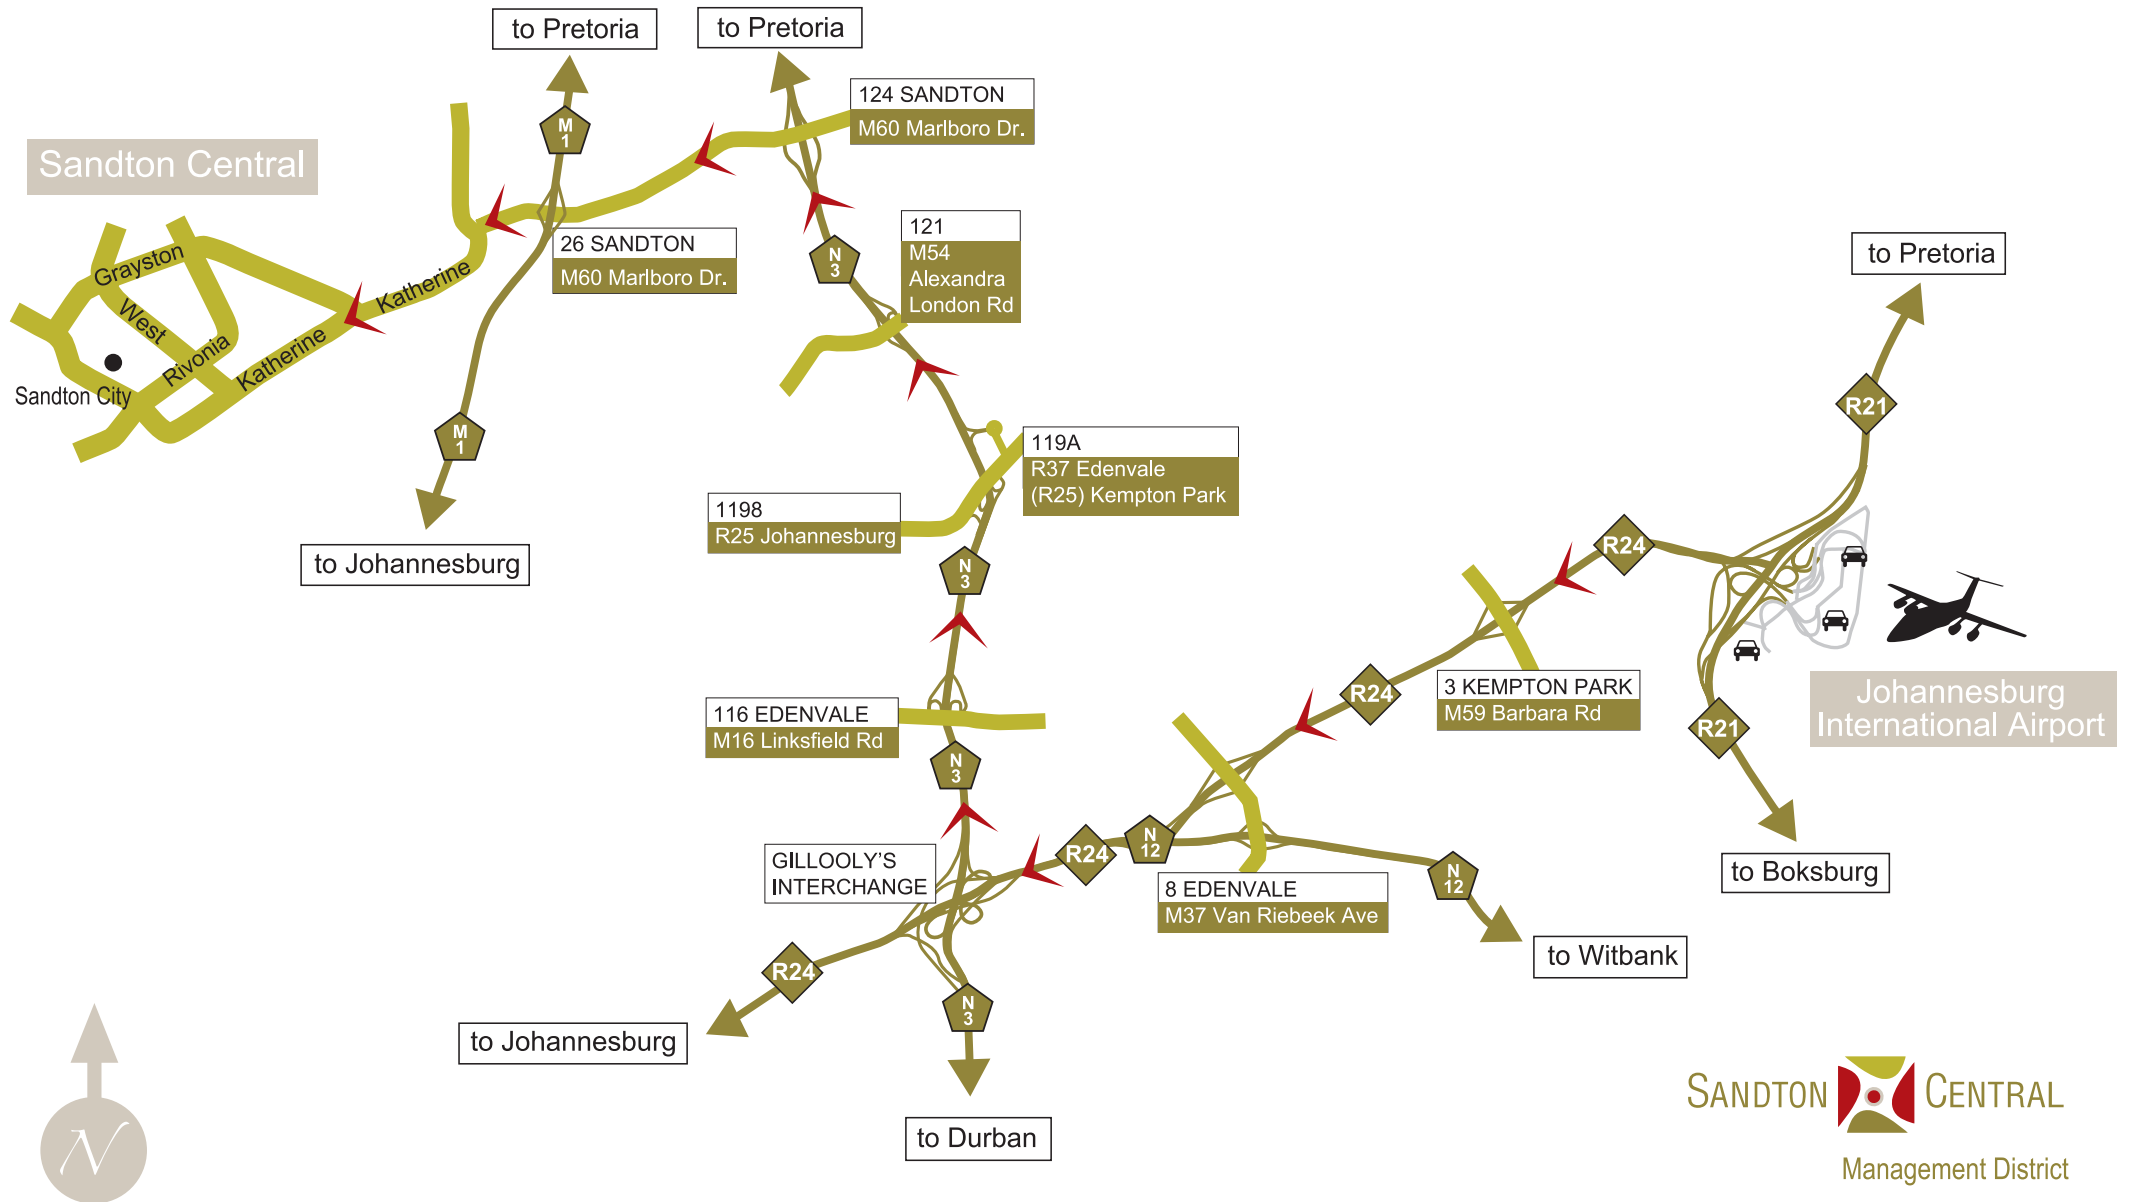 to Pretoria
to Pretoria
124 SANDTON
M60 Marlboro Dr.
M
1
Sandton Central
121
M54
Alexandra
London Rd
26 SANDTON
M60 Marlboro Dr.
N
3
to Pretoria
Grayston
Katherine
West
Rivonia
Katherine
Sandton City
M
1
R21
119A
R37 Edenvale
(R25) Kempton Park
1198
R25 Johannesburg
to Johannesburg
N
3
R24
R24
3 KEMPTON PARK
M59 Barbara Rd
Johannesburg
International Airport
R21
116 EDENVALE
M16 Linksfield Rd
N
3
GILLOOLY'S
INTERCHANGE
R24
N
12
N
12
8 EDENVALE
M37 Van Riebeek Ave
to Boksburg
to Witbank
R24
N
3
to Johannesburg
to Durban
N
SANDTON CENTRAL
Management District